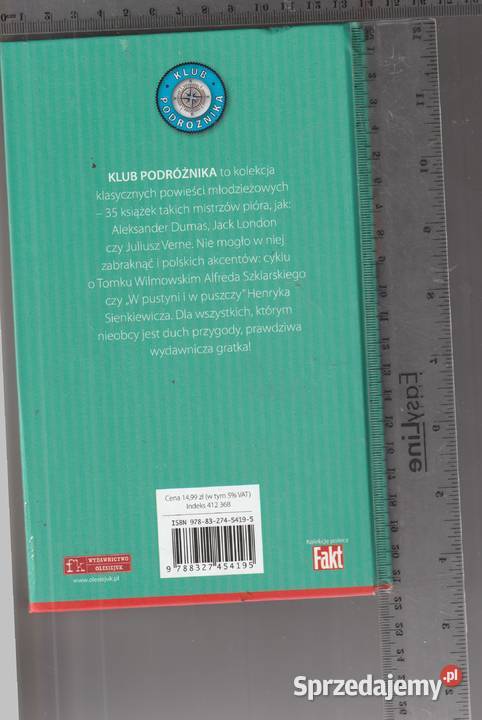 KLUB
PODRÓŻNIKA
KLUB PODRÓŻNIKA to kolekcja
klasycznych powieści młodzieżowych
– 35 książek takich mistrzów pióra, jak:
Aleksander Dumas, Jack London
czy Juliusz Verne. Nie mogło w niej
zabraknąć i polskich akcentów: cyklu
o Tomku Wilmowskim Alfreda Szklarskiego
czy „W pustyni i w puszczy” Henryka
Sienkiewicza. Dla wszystkich, którym
nieobcy jest duch przygody, prawdziwa
wydawnicza gratka!
EasyLine
Cena 14,99 zł (w tym 5% VAT)
Indeks 412 368
ISBN 978-83-274-5419-5
9 788327 454195
fk WYDAWNICTWO
OLESIEJUK
www.olesiejuk.pl
Kolekcję poleca
Fakt
Sprzedajemy.pl